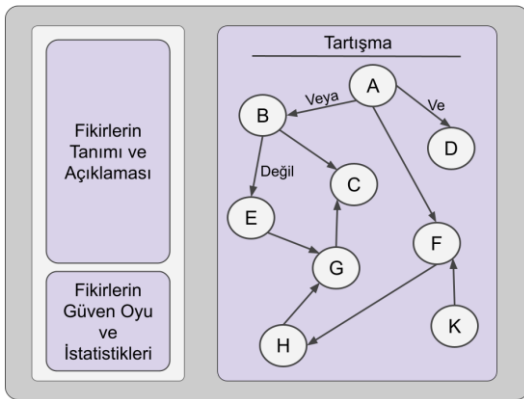 Fikirlerin
Tanımı ve
Açıklaması
Fikirlerin
Güven Oyu
ve
İstatistikleri
Tartışma
A
Veya
Ve
B
D
Değil
C
E
F
G
K
H